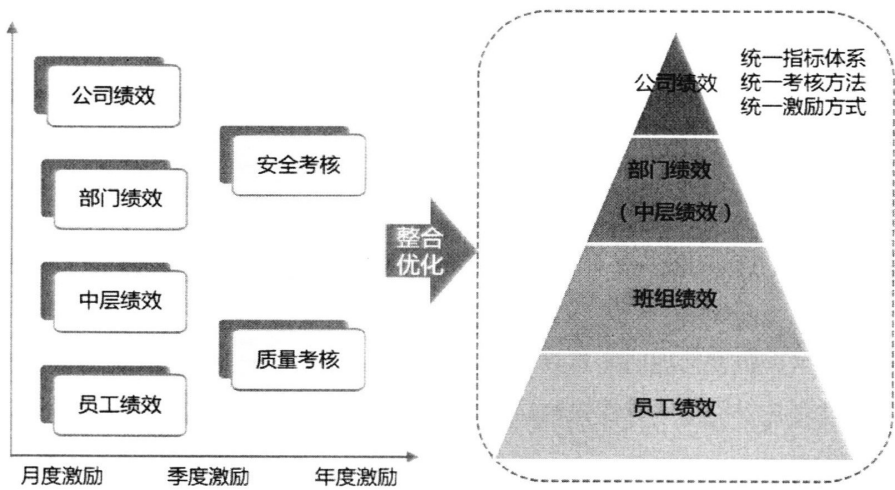 公司绩效
部门绩效
中层绩效
员工绩效
安全考核
质量考核
月度激励
季度激励
年度激励
整合
优化
公司绩效
部门绩效
（中层绩效）
班组绩效
员工绩效
统一指标体系
统一考核方法
统一激励方式